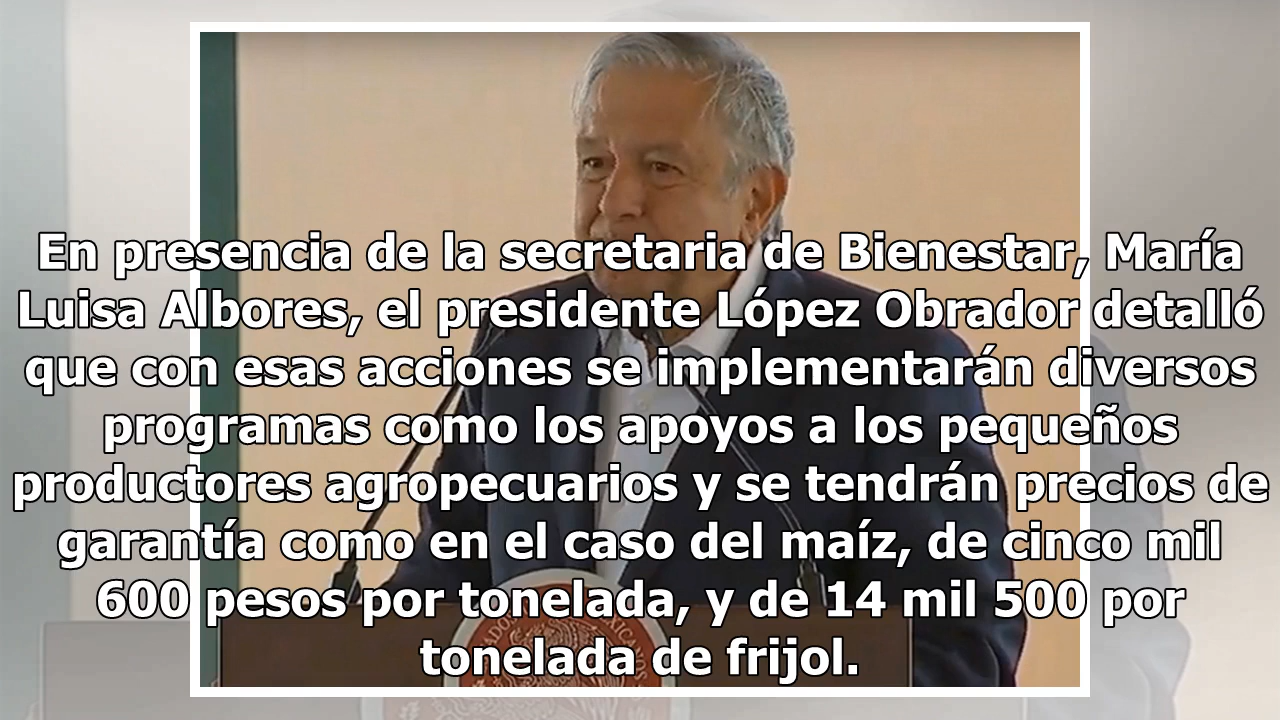 En presencia de la secretaria de Bienestar, María
Luisa Albores, el presidente López Obrador detalló
que con esas acciones se implementarán diversos
programas como los apoyos a los pequeños
productores agropecuarios y se tendrán precios de
garantía como en el caso del maíz, de cinco mil
600 pesos por tonelada, y de 14 mil 500 por
tonelada de frijol.